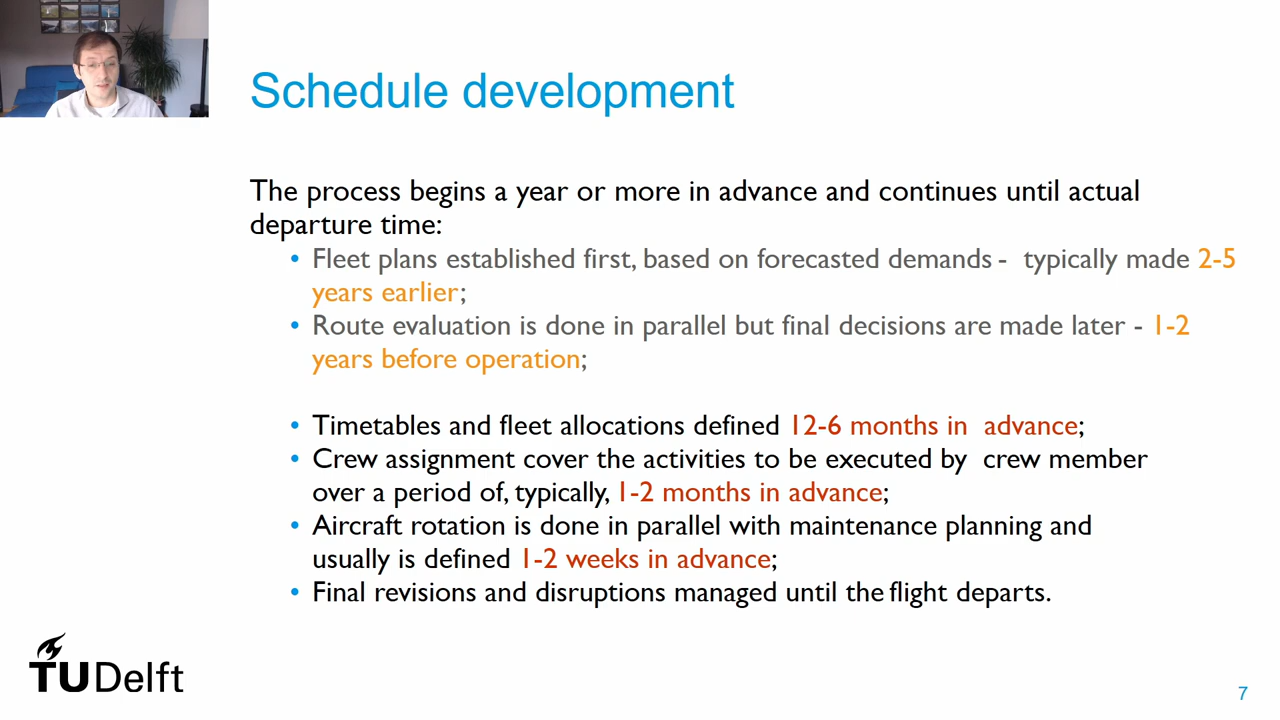 Schedule development
The process begins a year or more in advance and continues until actual
departure time:
• Fleet plans established first, based on forecasted demands - typically made 2-5
years earlier;
• Route evaluation is done in parallel but final decisions are made later - 1-2
years before operation;
• Timetables and fleet allocations defined 12-6 months in advance;
• Crew assignment cover the activities to be executed by crew member
over a period of, typically, 1-2 months in advance;
• Aircraft rotation is done in parallel with maintenance planning and
usually is defined 1-2 weeks in advance;
• Final revisions and disruptions managed until the flight departs.
TU Delft
7